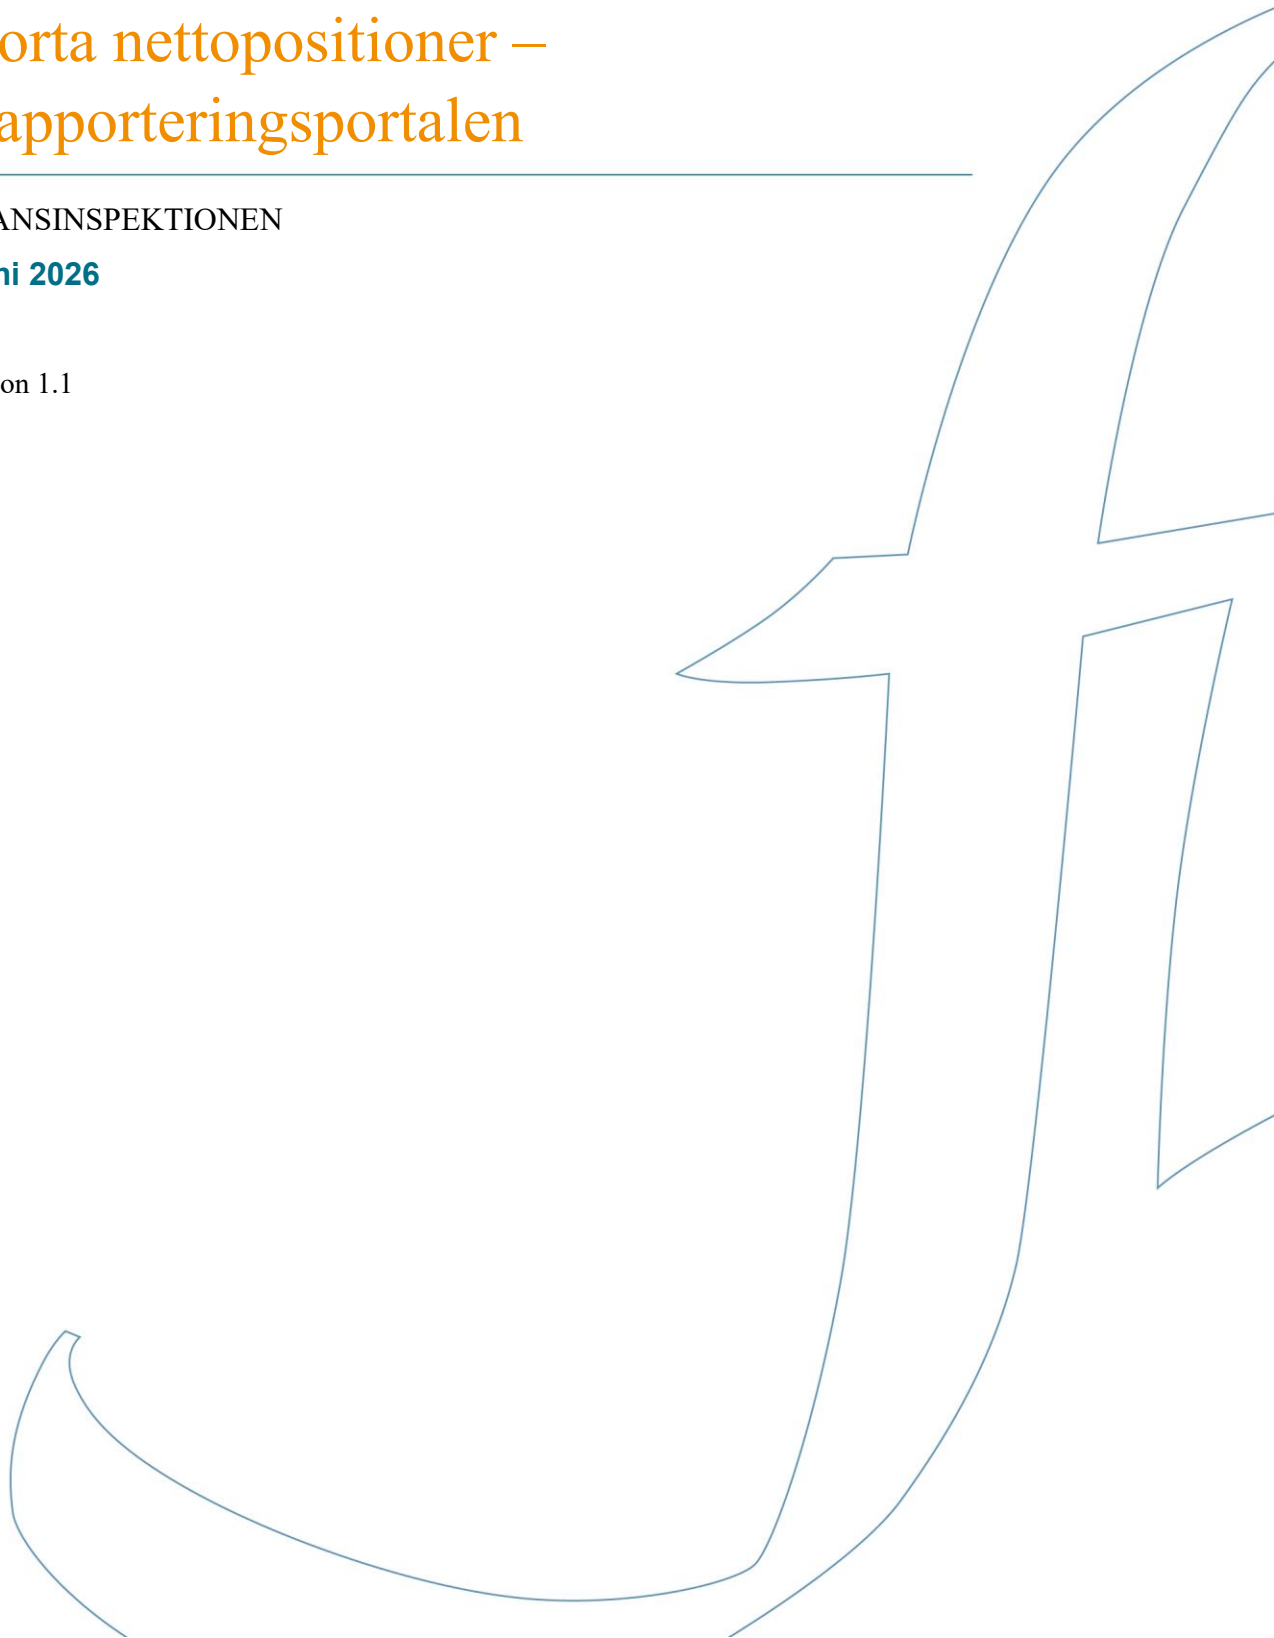 orta nettopositioner –
apporteringsportalen
ANSINSPEKTIONEN
ni 2026
on 1.1